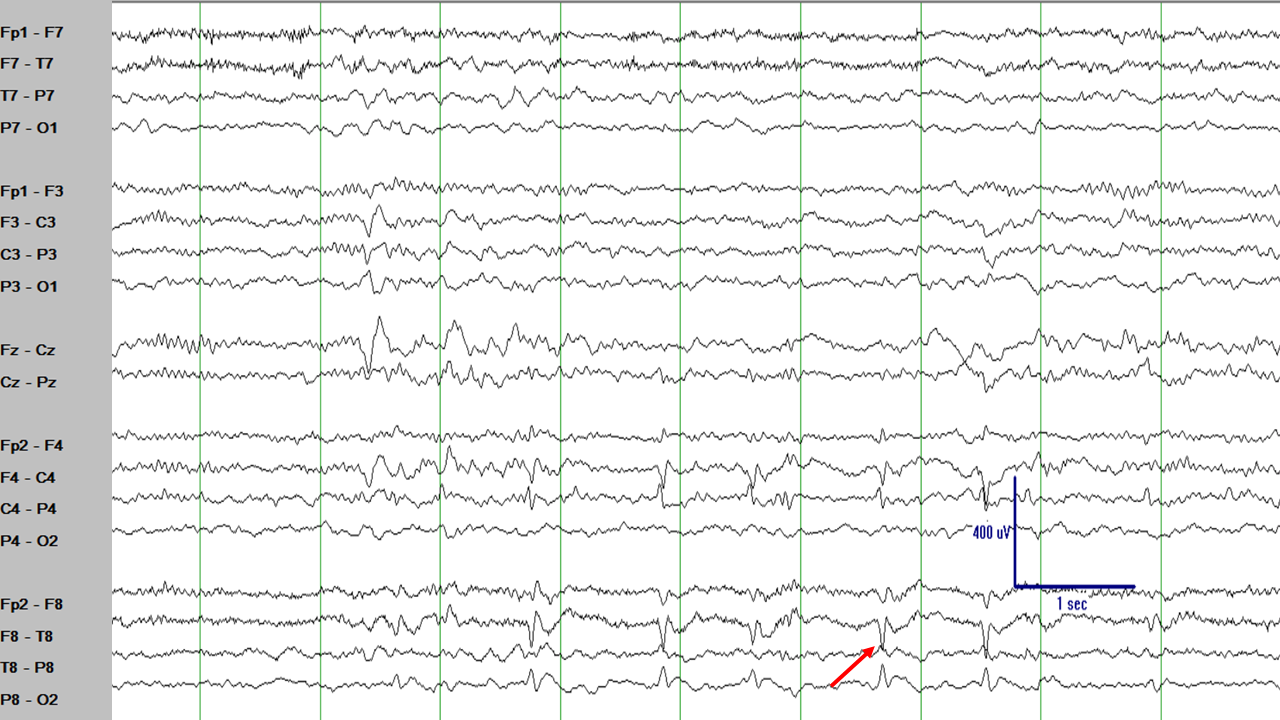 Fp1 - F7
F7 - T7
T7 - P7
P7 - O1
Fp1 - F3
F3 - C3
C3 - P3
P3 - O1
Fz - Cz
Cz - Pz
Fp2 - F4
F4 - C4
C4 - P4
P4 - O2
400 uV
Fp2 - F8
1 sec
F8 - T8
T8 - P8
P8 - O2